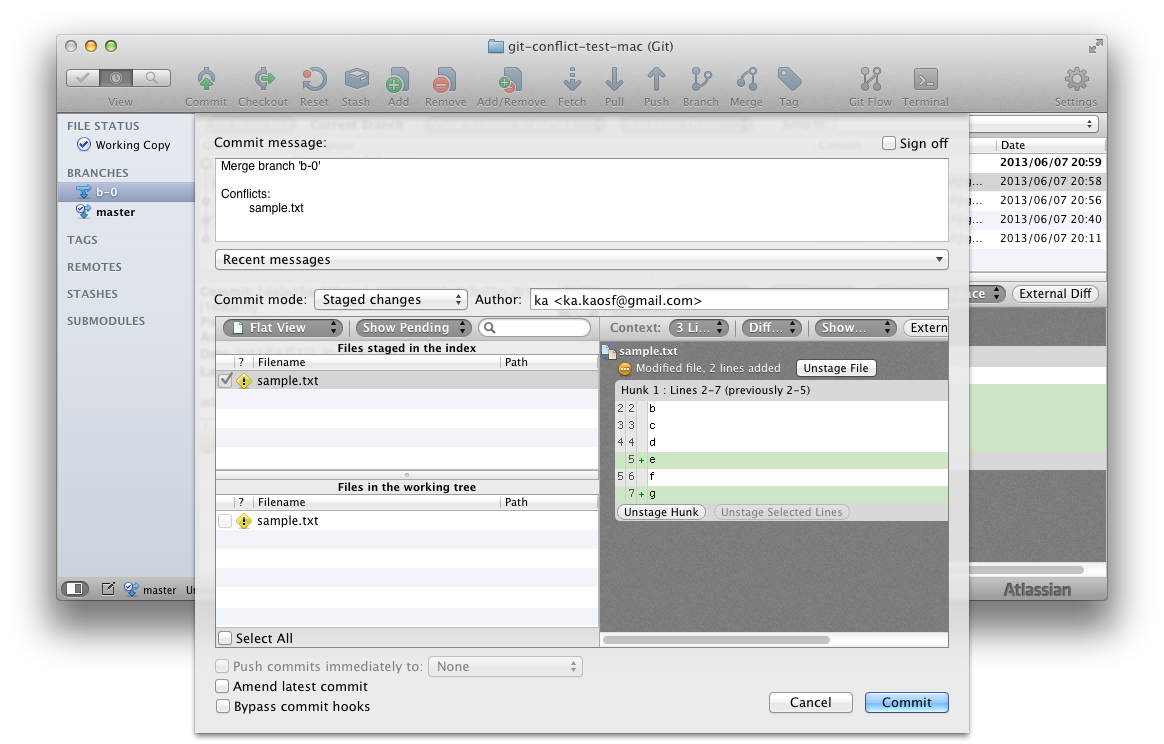 git-conflict-test-mac (Git)
View
Commit
Checkout
Reset
Stash
Add
Remove
Add/Remove
Fetch
Pull
Push
Branch
Merge
Tag
Git Flow
Terminal
Settings
FILE STATUS
Working Copy
BRANCHES
b-0
master
TAGS
REMOTES
STASHES
SUBMODULES
Current Branch
Commit message:
Sign off
Merge branch 'b-0'
Conflicts:
sample.txt
Recent messages
Commit mode: Staged changes Author: ka <ka.kaosf@gmail.com>
Flat View
Show Pending
Files staged in the index
? Filename Path
sample.txt
Files in the working tree
? Filename Path
sample.txt
Select All
Context: 3 Li... Diff... Show... Extern
sample.txt
Modified file, 2 lines added Unstage File
Hunk 1 : Lines 2-7 (previously 2-5)
2 2 b
3 3 c
4 4 d
5 + e
5 6 f
7 + g
Unstage Hunk Unstage Selected Lines
Push commits immediately to: None
Amend latest commit
Bypass commit hooks
Cancel Commit
Date
2013/06/07 20:59
g... 2013/06/07 20:58
g... 2013/06/07 20:56
2013/06/07 20:40
g... 2013/06/07 20:11
ce External Diff
master
Atlassian